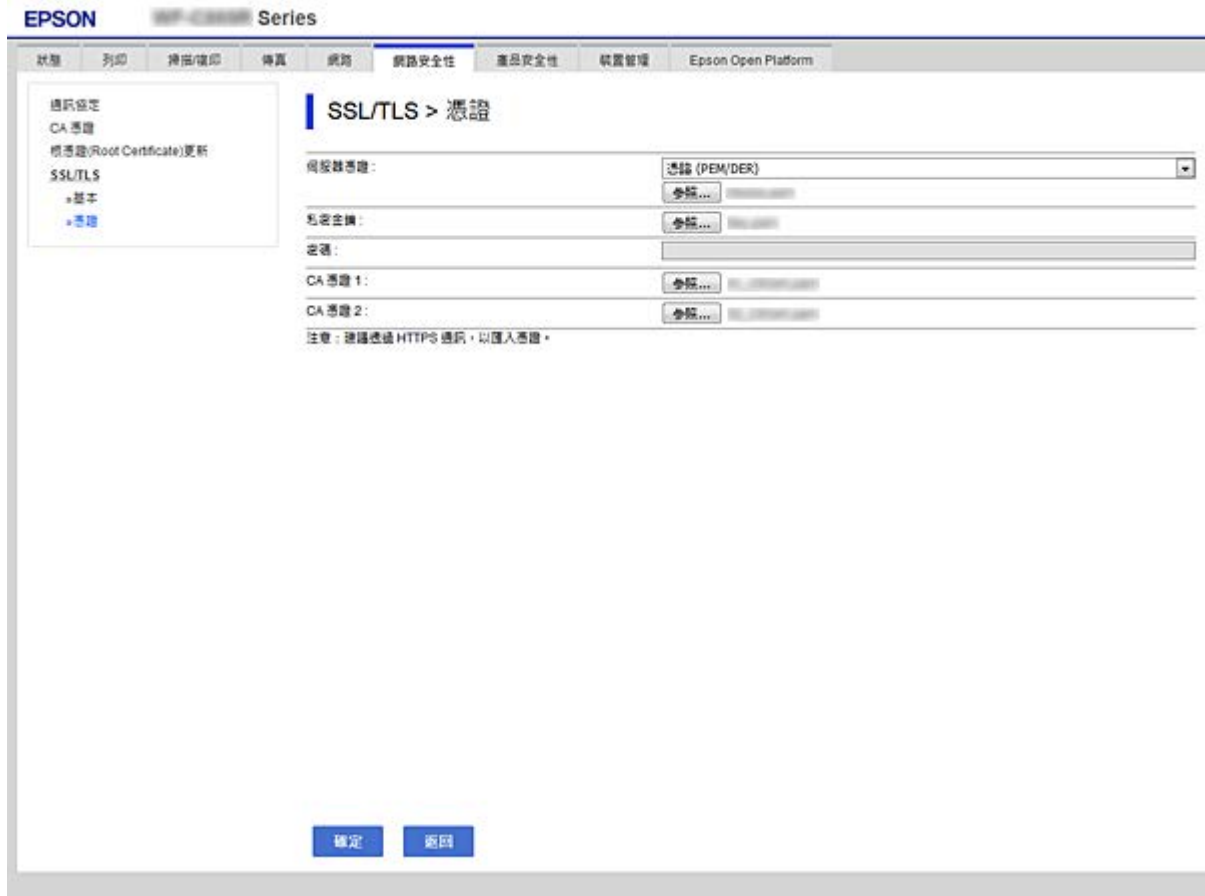 EPSON Series
狀態 列印 掃描/複印 傳真 網路 網路安全性 產品安全性 裝置管理 Epson Open Platform
通訊協定
CA 憑證
根憑證(Root Certificate)更新
SSL/TLS
»基本
»憑證
SSL/TLS > 憑證
伺服器憑證 : 憑證 (PEM/DER)
参照...
私密金鑰 : 参照...
密碼 :
CA 憑證 1 : 参照...
CA 憑證 2 : 参照...
注意：建議透過 HTTPS 通訊，以匯入憑證。
確定 返回